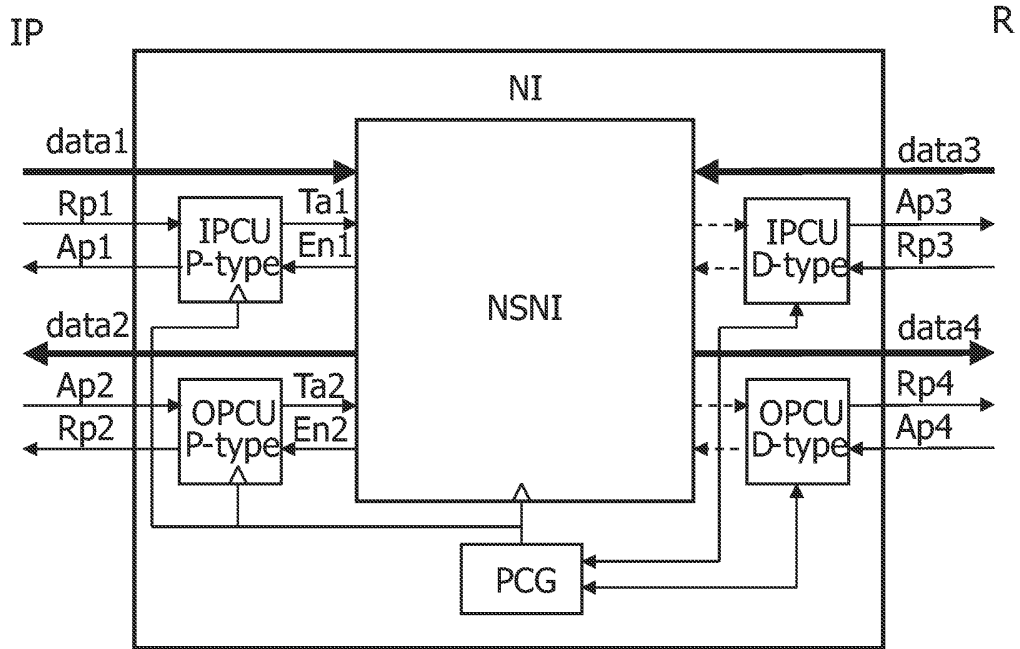 IP
R
NI
data1
data3
Rp1
Ta1
Ap3
IPCU
P-type
IPCU
D-type
Ap1
En1
Rp3
NSNI
data2
data4
Ap2
Ta2
Rp4
OPCU
P-type
OPCU
D-type
Rp2
En2
Ap4
PCG